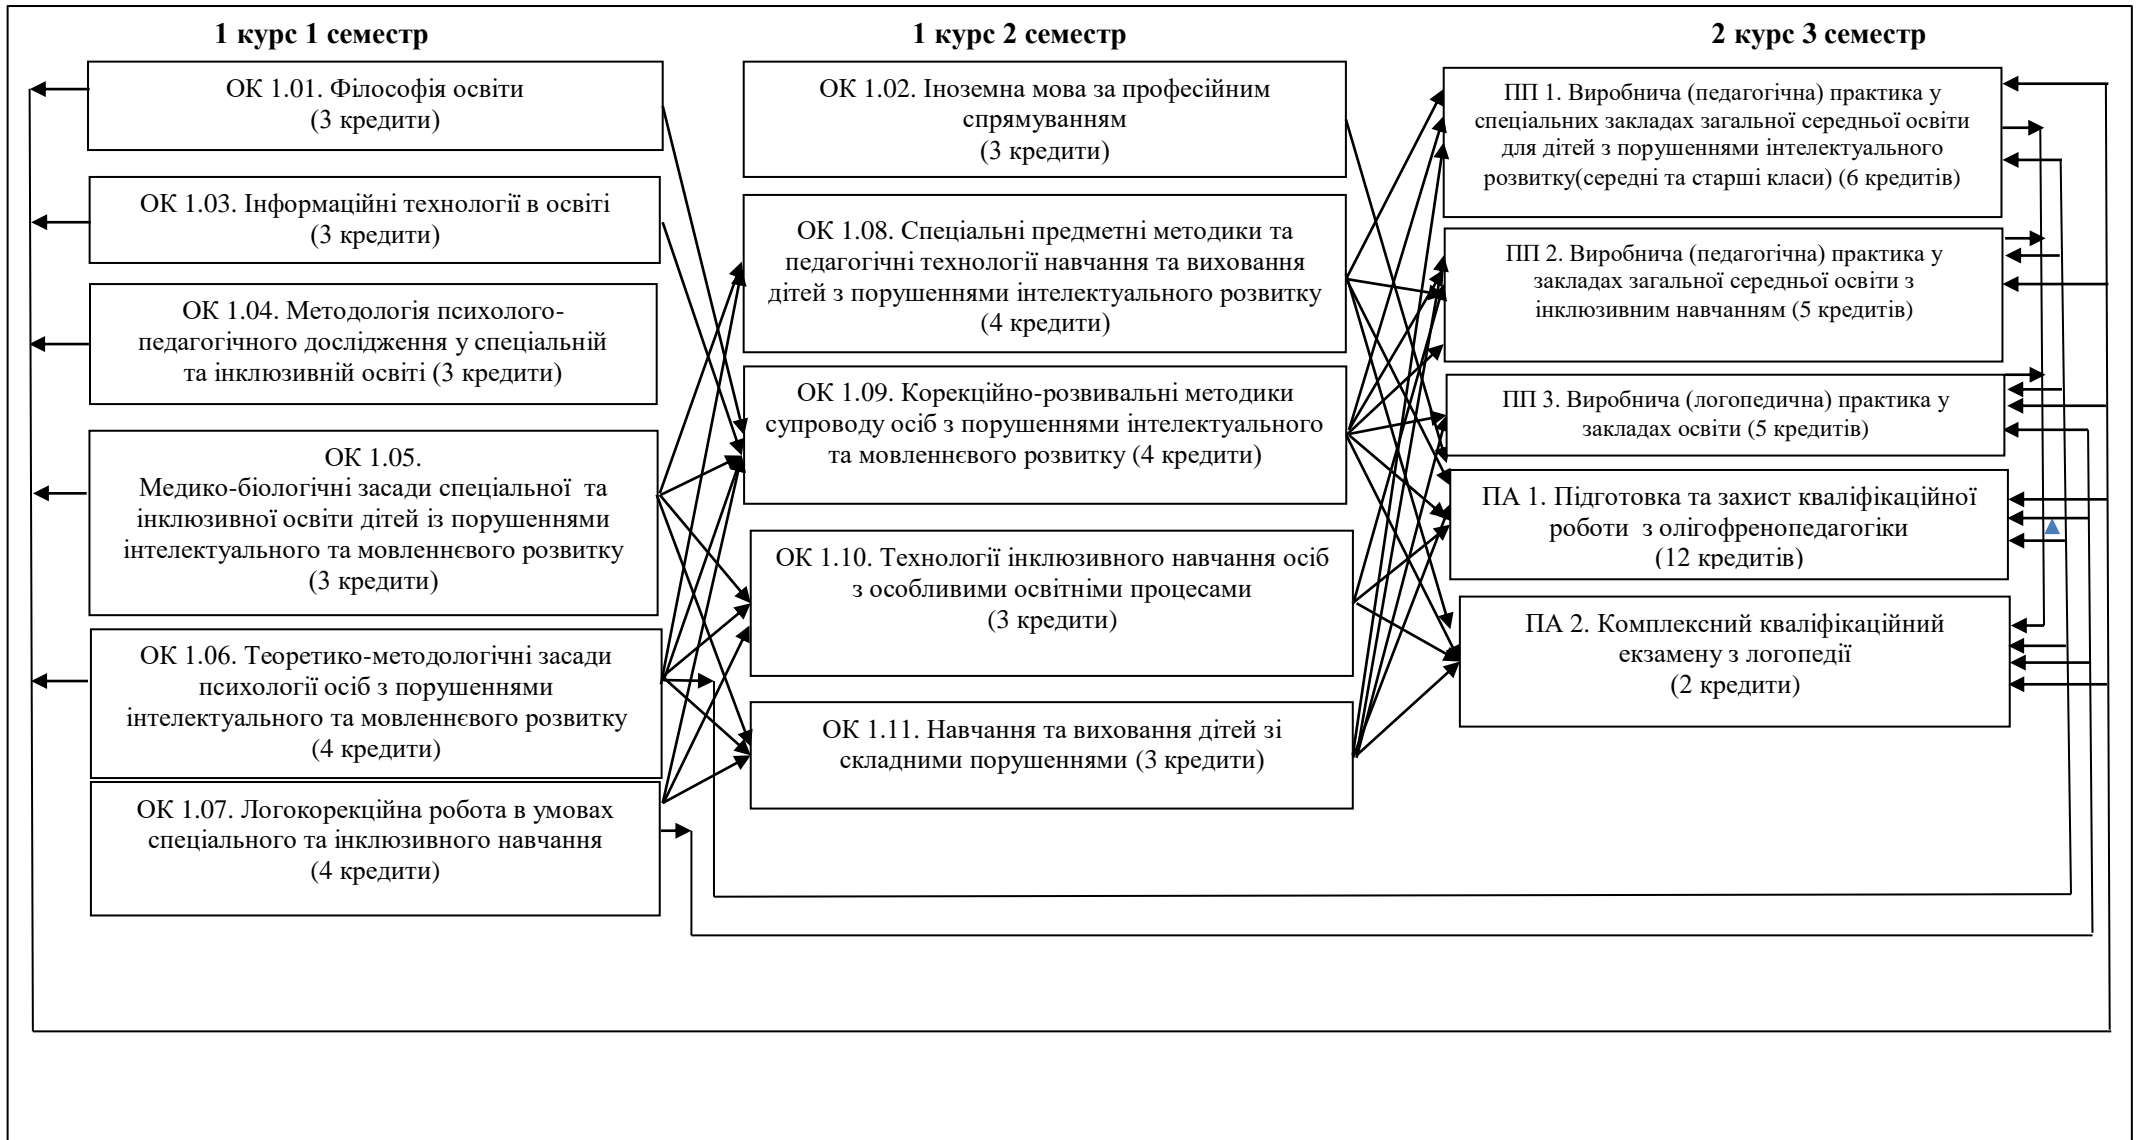 1 курс 1 семестр
1 курс 2 семестр
2 курс 3 семестр
ОК 1.01. Філософія освіти
(3 кредити)
ОК 1.03. Інформаційні технології в освіті
(3 кредити)
ОК 1.04. Методологія психолого-
педагогічного дослідження у спеціальній
та інклюзивній освіті (3 кредити)
ОК 1.05.
Медико-біологічні засади спеціальної та
інклюзивної освіти дітей із порушеннями
інтелектуального та мовленнєвого розвитку
(3 кредити)
ОК 1.06. Теоретико-методологічні засади
психології осіб з порушеннями
інтелектуального та мовленнєвого розвитку
(4 кредити)
ОК 1.07. Логокорекційна робота в умовах
спеціального та інклюзивного навчання
(4 кредити)
ОК 1.02. Іноземна мова за професійним
спрямуванням
(3 кредити)
ОК 1.08. Спеціальні предметні методики та
педагогічні технології навчання та виховання
дітей з порушеннями інтелектуального розвитку
(4 кредити)
ОК 1.09. Корекційно-розвивальні методики
супроводу осіб з порушеннями інтелектуального
та мовленнєвого розвитку (4 кредити)
ОК 1.10. Технології інклюзивного навчання осіб
з особливими освітніми процесами
(3 кредити)
ОК 1.11. Навчання та виховання дітей зі
складними порушеннями (3 кредити)
ПП 1. Виробнича (педагогічна) практика у
спеціальних закладах загальної середньої освіти
для дітей з порушеннями інтелектуального
розвитку(середні та старші класи) (6 кредитів)
ПП 2. Виробнича (педагогічна) практика у
закладах загальної середньої освіти з
інклюзивним навчанням (5 кредитів)
ПП 3. Виробнича (логопедична) практика у
закладах освіти (5 кредитів)
ПА 1. Підготовка та захист кваліфікаційної
роботи з олігофренопедагогіки
(12 кредитів)
ПА 2. Комплексний кваліфікаційний
екзамену з логопедії
(2 кредити)